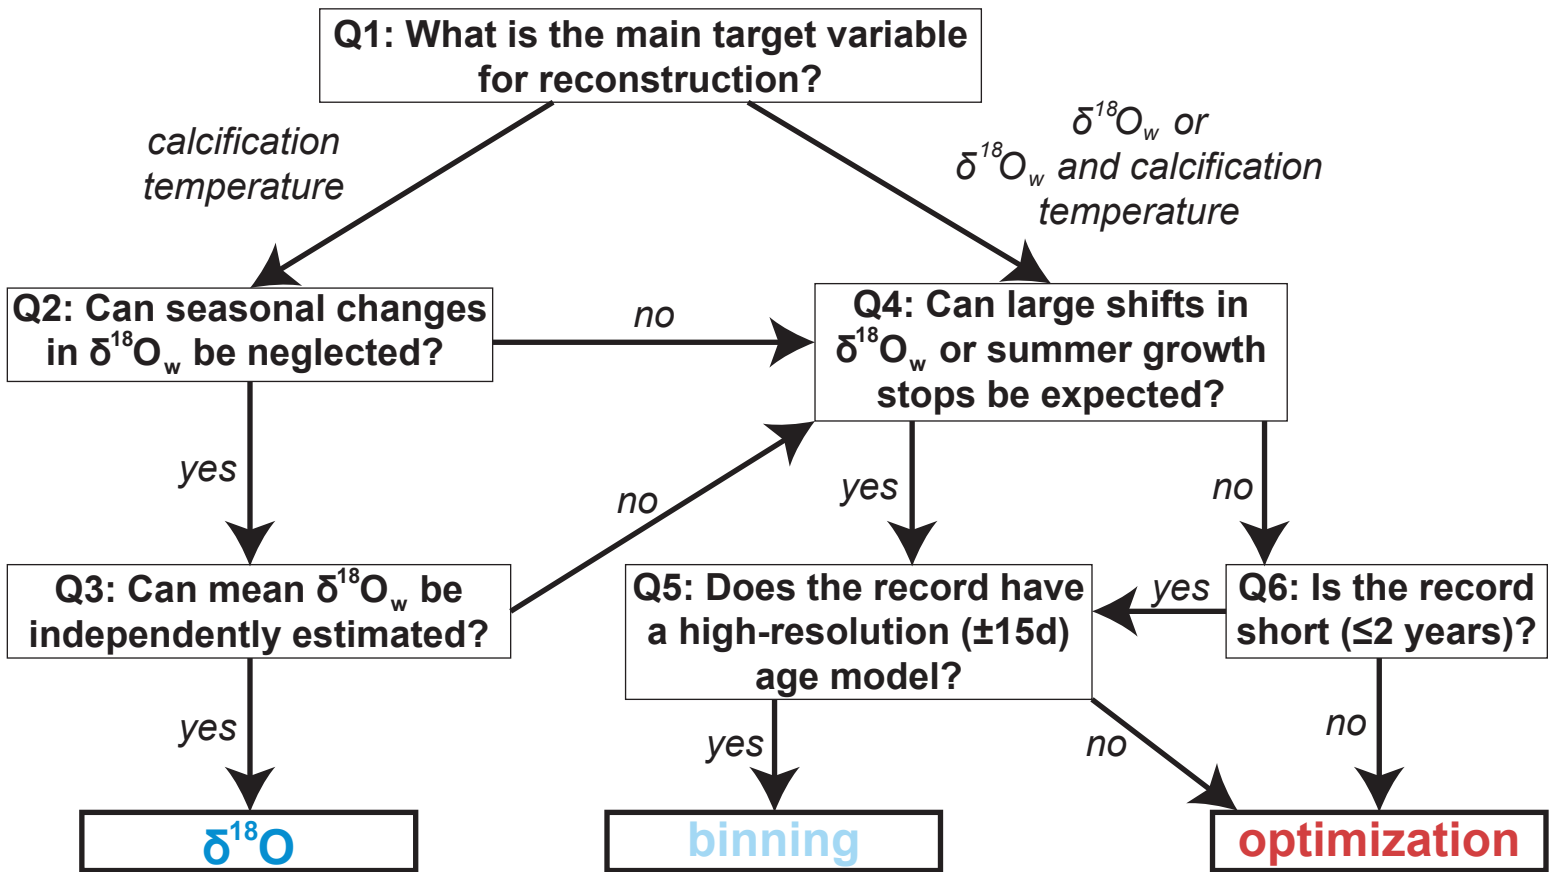 Q1: What is the main target variable
for reconstruction?
calcification
temperature
δ¹⁸Ow or
δ¹⁸Ow and calcification
temperature
Q2: Can seasonal changes
in δ¹⁸Ow be neglected?
no
Q4: Can large shifts in
δ¹⁸Ow or summer growth
stops be expected?
yes
no
yes
no
Q3: Can mean δ¹⁸Ow be
independently estimated?
Q5: Does the record have
a high-resolution (±15d)
age model?
yes
Q6: Is the record
short (≤2 years)?
yes
yes
no
no
δ¹⁸O
binning
optimization